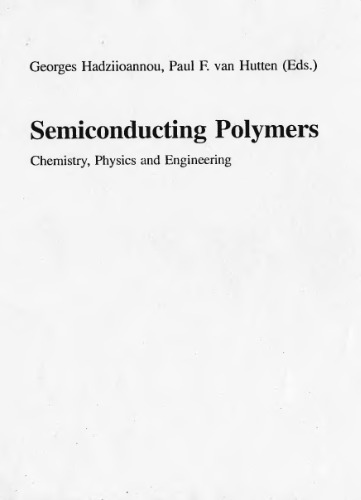 Georges Hadziioannou, Paul F. van Hutten (Eds.)
Semiconducting Polymers
Chemistry, Physics and Engineering